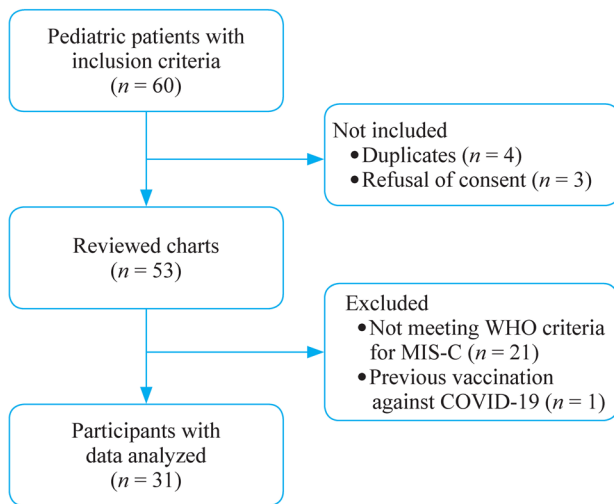 Pediatric patients with
inclusion criteria
(n = 60)
Not included
•Duplicates (n = 4)
•Refusal of consent (n = 3)
Reviewed charts
(n = 53)
Excluded
•Not meeting WHO criteria
for MIS-C (n = 21)
•Previous vaccination
against COVID-19 (n = 1)
Participants with
data analyzed
(n = 31)